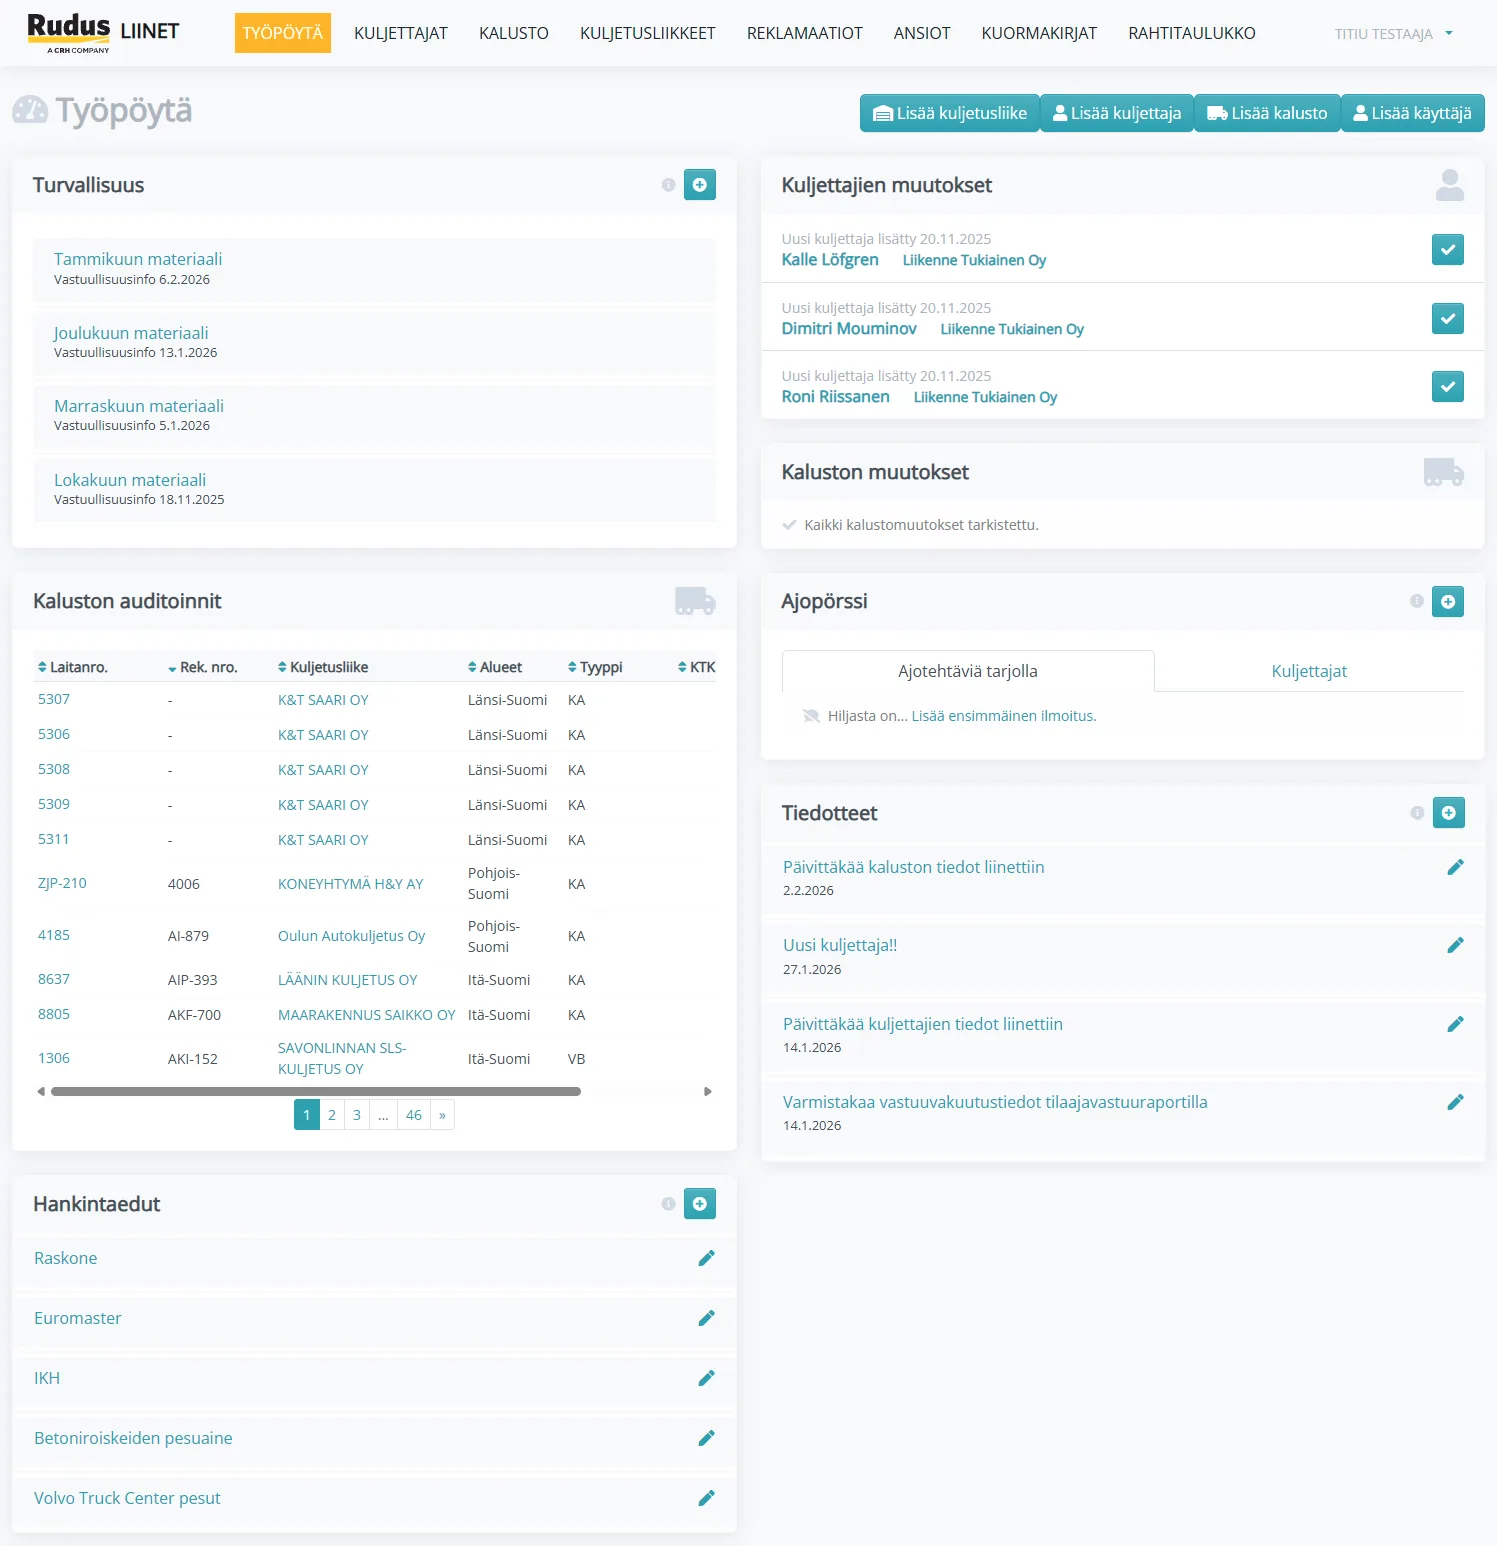 Rudus LIINET
A CRH COMPANY
TYÖPÖYTÄ KULJETTAJAT KALUSTO KULJETUSLIIKKEET REKLAMAATIOT ANSIOT KUORMAKIRJAT RAHTITAULUKKO TITIU TESTAAJA
Työpöytä
Lisää kuljetusliike Lisää kuljettaja Lisää kalusto Lisää käyttäjä
Turvallisuus
Tammikuun materiaali
Vastuullisuusinfo 6.2.2026
Joulukuun materiaali
Vastuullisuusinfo 13.1.2026
Marraskuun materiaali
Vastuullisuusinfo 5.1.2026
Lokakuun materiaali
Vastuullisuusinfo 18.11.2025
Kaluston auditoinnit
Laitanro. Rek. nro. Kuljetusliike Alueet Tyyppi KTK
5307 - K&T SAARI OY Länsi-Suomi KA
5306 - K&T SAARI OY Länsi-Suomi KA
5308 - K&T SAARI OY Länsi-Suomi KA
5309 - K&T SAARI OY Länsi-Suomi KA
5311 - K&T SAARI OY Länsi-Suomi KA
ZJP-210 4006 KONEYHTYMÄ H&Y AY Pohjois-Suomi KA
4185 AI-879 Oulun Autokuljetus Oy Pohjois-Suomi KA
8637 AIP-393 LÄÄNIN KULJETUS OY Itä-Suomi KA
8805 AKF-700 MAARAKENNUS SAIKKO OY Itä-Suomi KA
1306 AKI-152 SAVONLINNAN SLS-KULJETUS OY Itä-Suomi VB
1 2 3 ... 46 »
Hankintaedut
Raskone
Euromaster
IKH
Betoniroiskeiden pesuaine
Volvo Truck Center pesut
Kuljettajien muutokset
Uusi kuljettaja lisätty 20.11.2025
Kalle Löfgren Liikenne Tukiainen Oy
Uusi kuljettaja lisätty 20.11.2025
Dimitri Mouminov Liikenne Tukiainen Oy
Uusi kuljettaja lisätty 20.11.2025
Roni Riissanen Liikenne Tukiainen Oy
Kaluston muutokset
Kaikki kalustomuutokset tarkistettu.
Ajopörssi
Ajotehtäviä tarjolla Kuljettajat
Hiljasta on... Lisää ensimmäinen ilmoitus.
Tiedotteet
Päivittäkää kaluston tiedot liinettiin
2.2.2026
Uusi kuljettaja!!
27.1.2026
Päivittäkää kuljettajien tiedot liinettiin
14.1.2026
Varmistakaa vastuuvakuutustiedot tilaajavastuuraportilla
14.1.2026